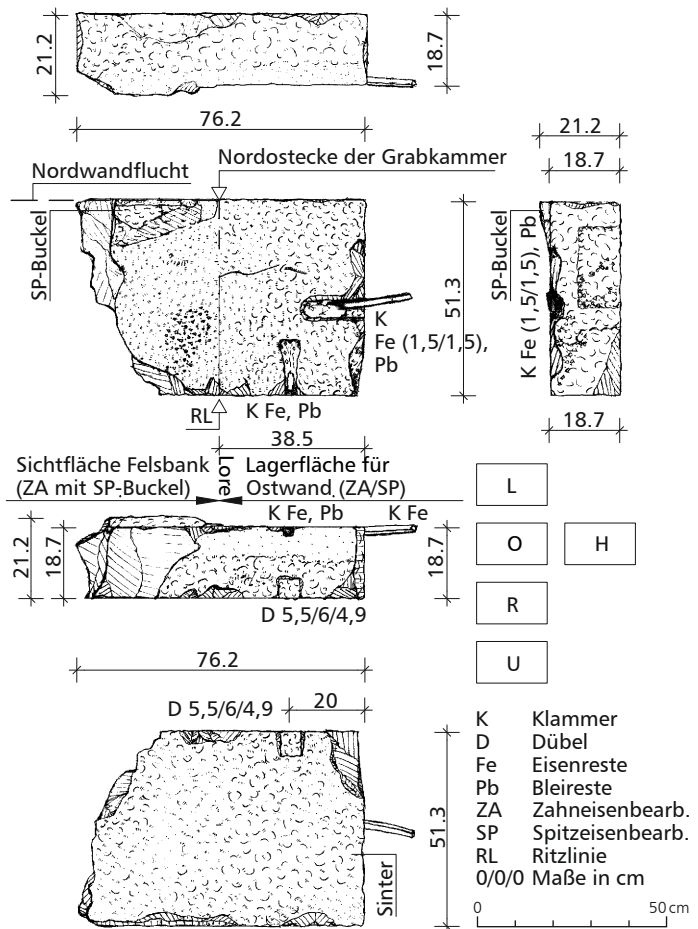 21.2
18.7
76.2
21.2
18.7
Nordwandflucht
Nordostecke der Grabkammer
SP-Buckel
51.3
K
Fe (1,5/1,5),
Pb
SP-Buckel
K Fe (1,5/1,5), Pb
RL
K Fe, Pb
18.7
38.5
Sichtfläche Felsbank
(ZA mit SP-Buckel)
Lore
Lagerfläche für
Ostwand (ZA/SP)
K Fe, Pb
K Fe
21.2
18.7
18.7
D 5,5/6/4,9
L
O
H
R
U
76.2
D 5,5/6/4,9
20
51.3
Sinter
K Klammer
D Dübel
Fe Eisenreste
Pb Bleireste
ZA Zahneisenbearb.
SP Spitzeisenbearb.
RL Ritzlinie
0/0/0 Maße in cm
0 50 cm